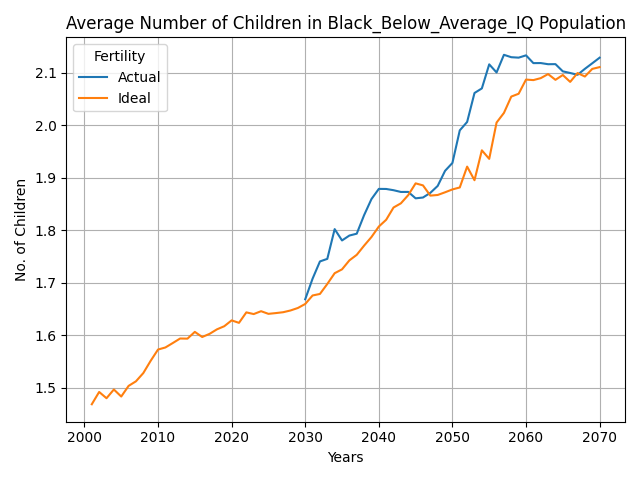 Average Number of Children in Black_Below_Average_IQ Population
Fertility
Actual
Ideal
No. of Children
2.1
2.0
1.9
1.8
1.7
1.6
1.5
2000 2010 2020 2030 2040 2050 2060 2070
Years